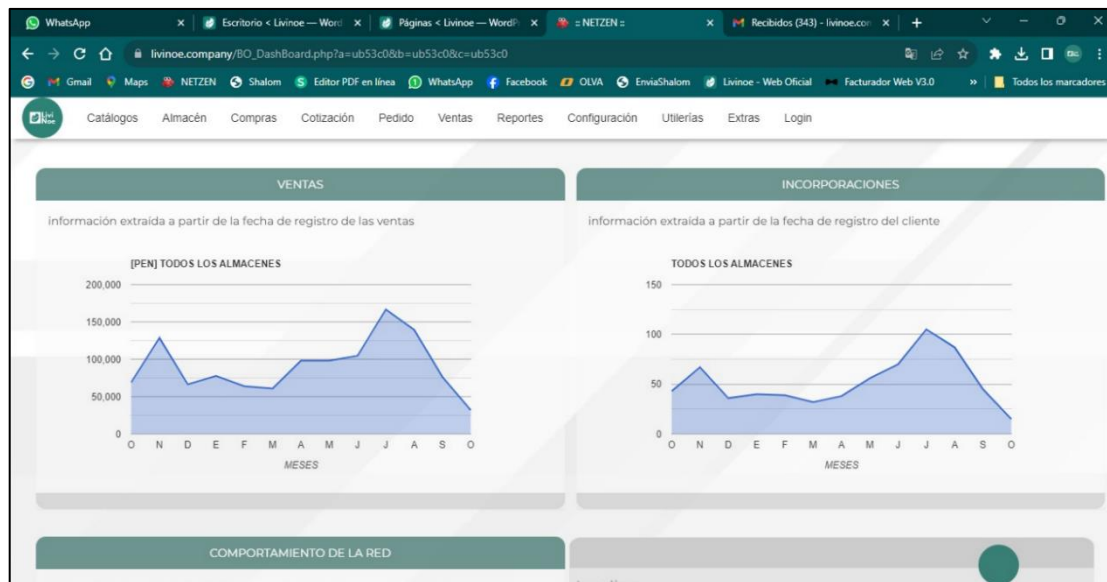 WhatsApp
Escritorio < Livinoe — Word
Páginas < Livinoe — WordP
:: NETZEN ::
Recibidos (343) - livinoe.com
livinoe.company/BO_DashBoard.php?a=ub53c0&b=ub53c0&c=ub53c0
Gmail Maps NETZEN Shalom Editor PDF en línea WhatsApp Facebook OLVA EnviaShalom Livinoe - Web Oficial Facturador Web V3.0 » Todos los marcadores
Livi Noe
Catálogos Almacén Compras Cotización Pedido Ventas Reportes Configuración Utilerías Extras Login
VENTAS
información extraída a partir de la fecha de registro de las ventas
[PEN] TODOS LOS ALMACENES
200,000
150,000
100,000
50,000
0
O N D E F M A M J J A S O
MESES
INCORPORACIONES
información extraída a partir de la fecha de registro del cliente
TODOS LOS ALMACENES
150
100
50
0
O N D E F M A M J J A S O
MESES
COMPORTAMIENTO DE LA RED